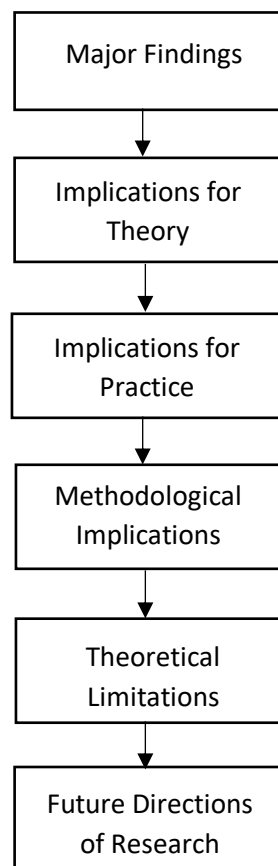 Major Findings
Implications for
Theory
Implications for
Practice
Methodological
Implications
Theoretical
Limitations
Future Directions
of Research